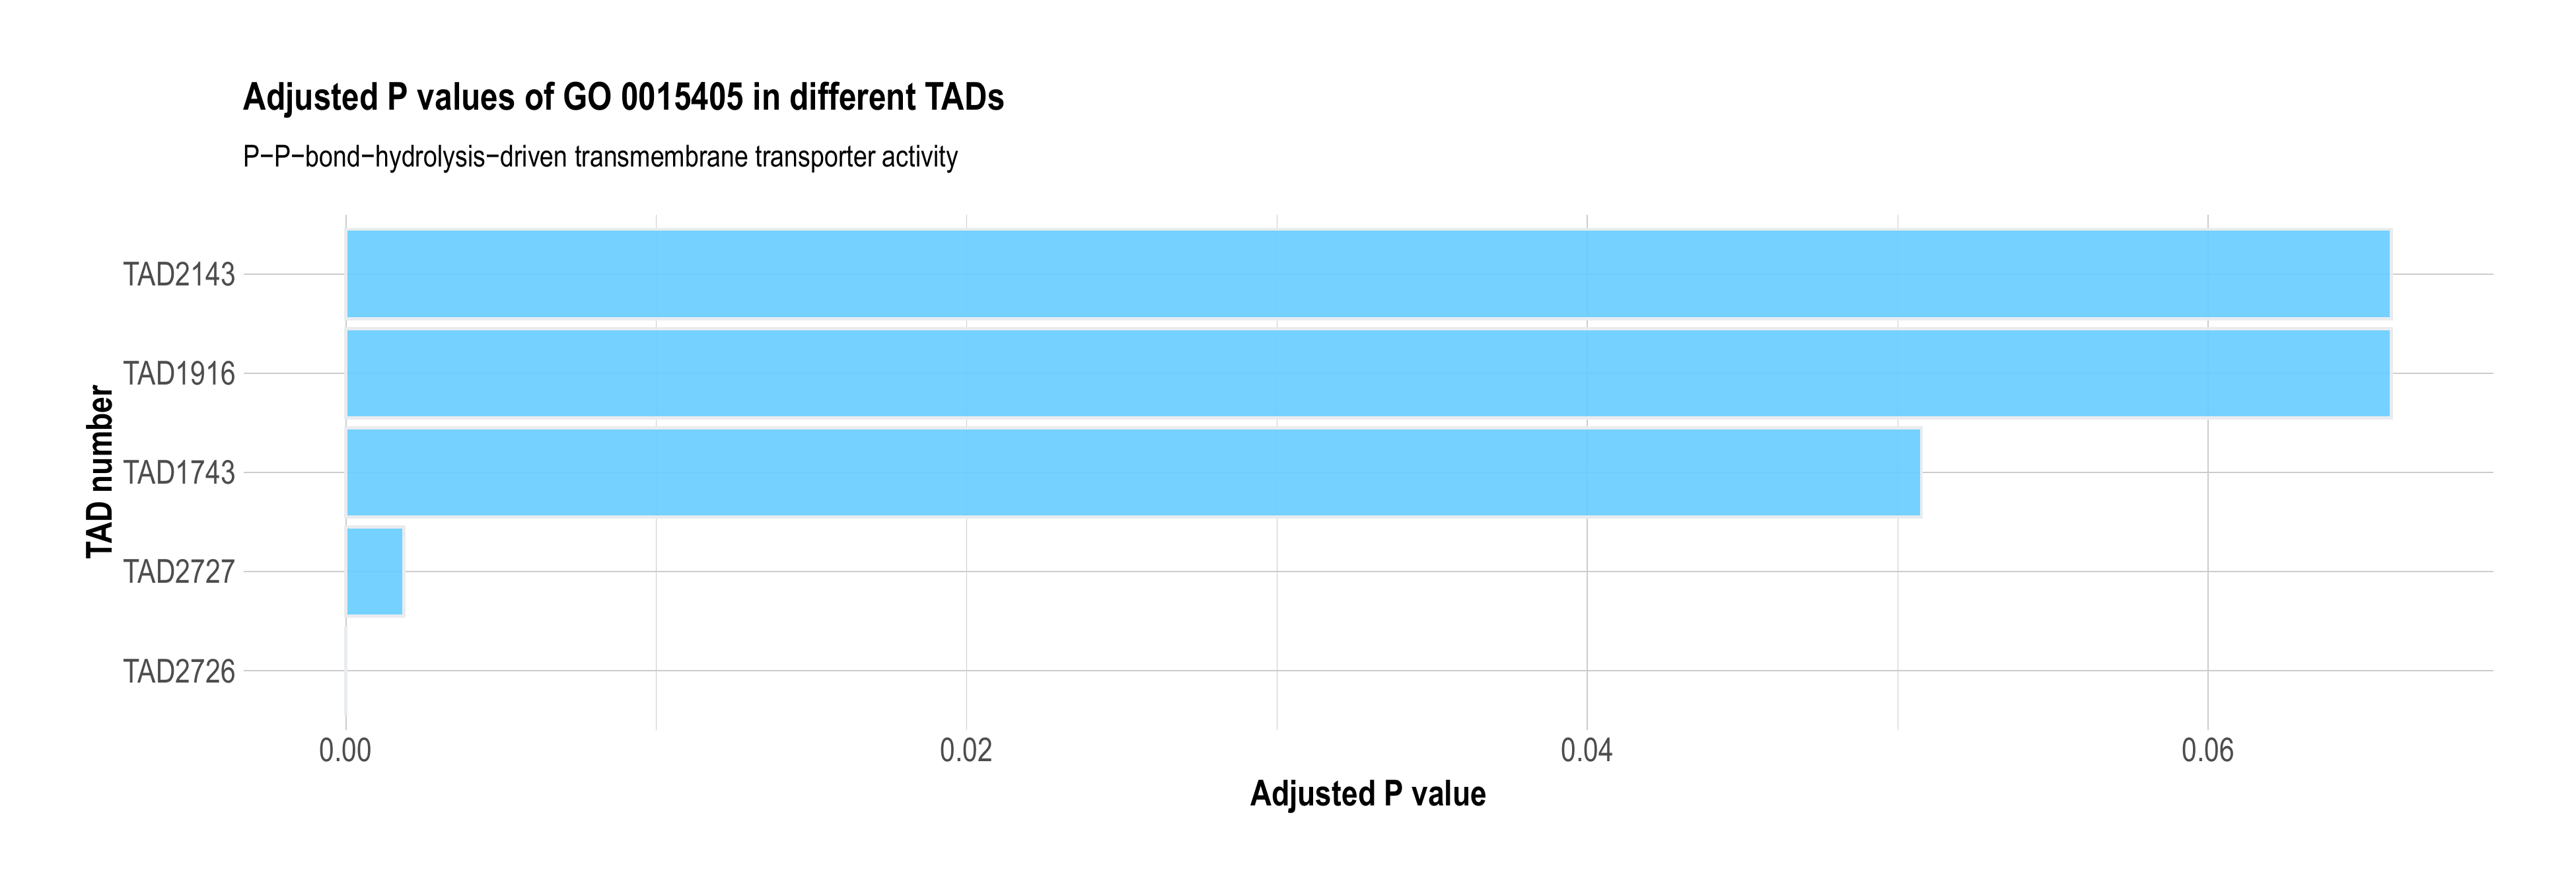 Adjusted P values of GO 0015405 in different TADs
P−P−bond−hydrolysis−driven transmembrane transporter activity
TAD number
TAD2143
TAD1916
TAD1743
TAD2727
TAD2726
0.00 0.02 0.04 0.06
Adjusted P value